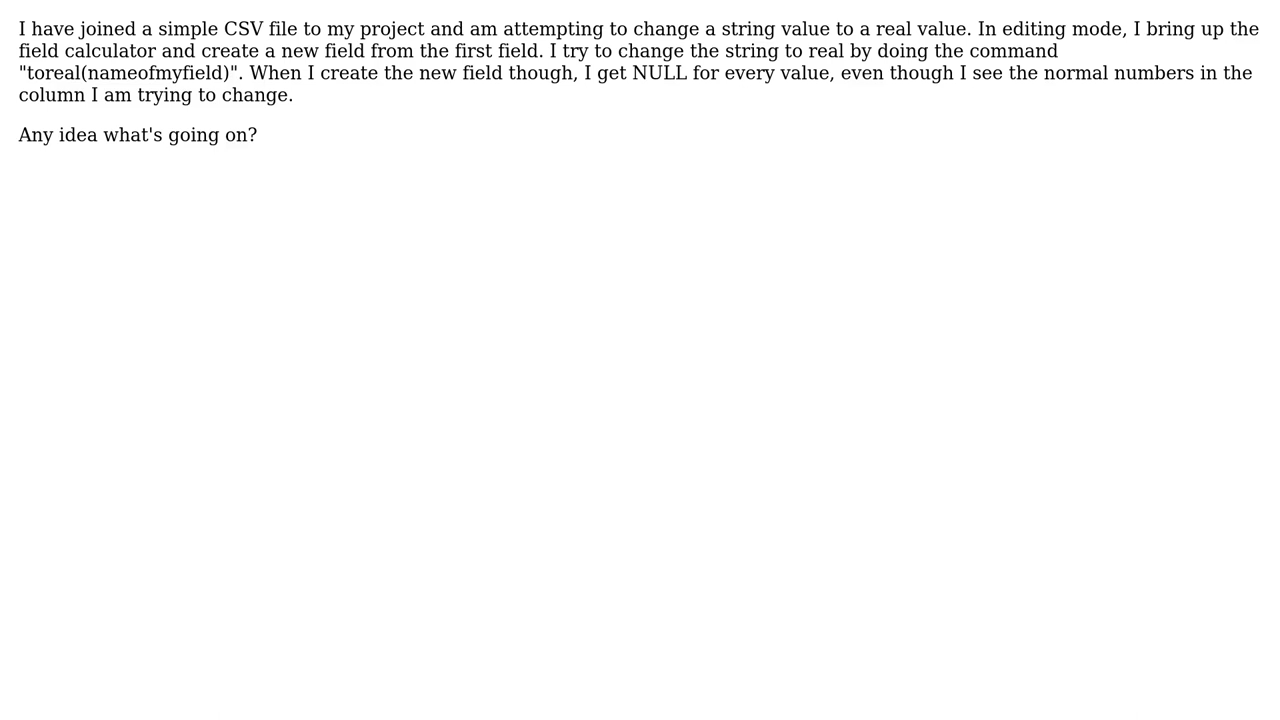 I have joined a simple CSV file to my project and am attempting to change a string value to a real value. In editing mode, I bring up the
field calculator and create a new field from the first field. I try to change the string to real by doing the command
"toreal(nameofmyfield)". When I create the new field though, I get NULL for every value, even though I see the normal numbers in the
column I am trying to change.
Any idea what's going on?